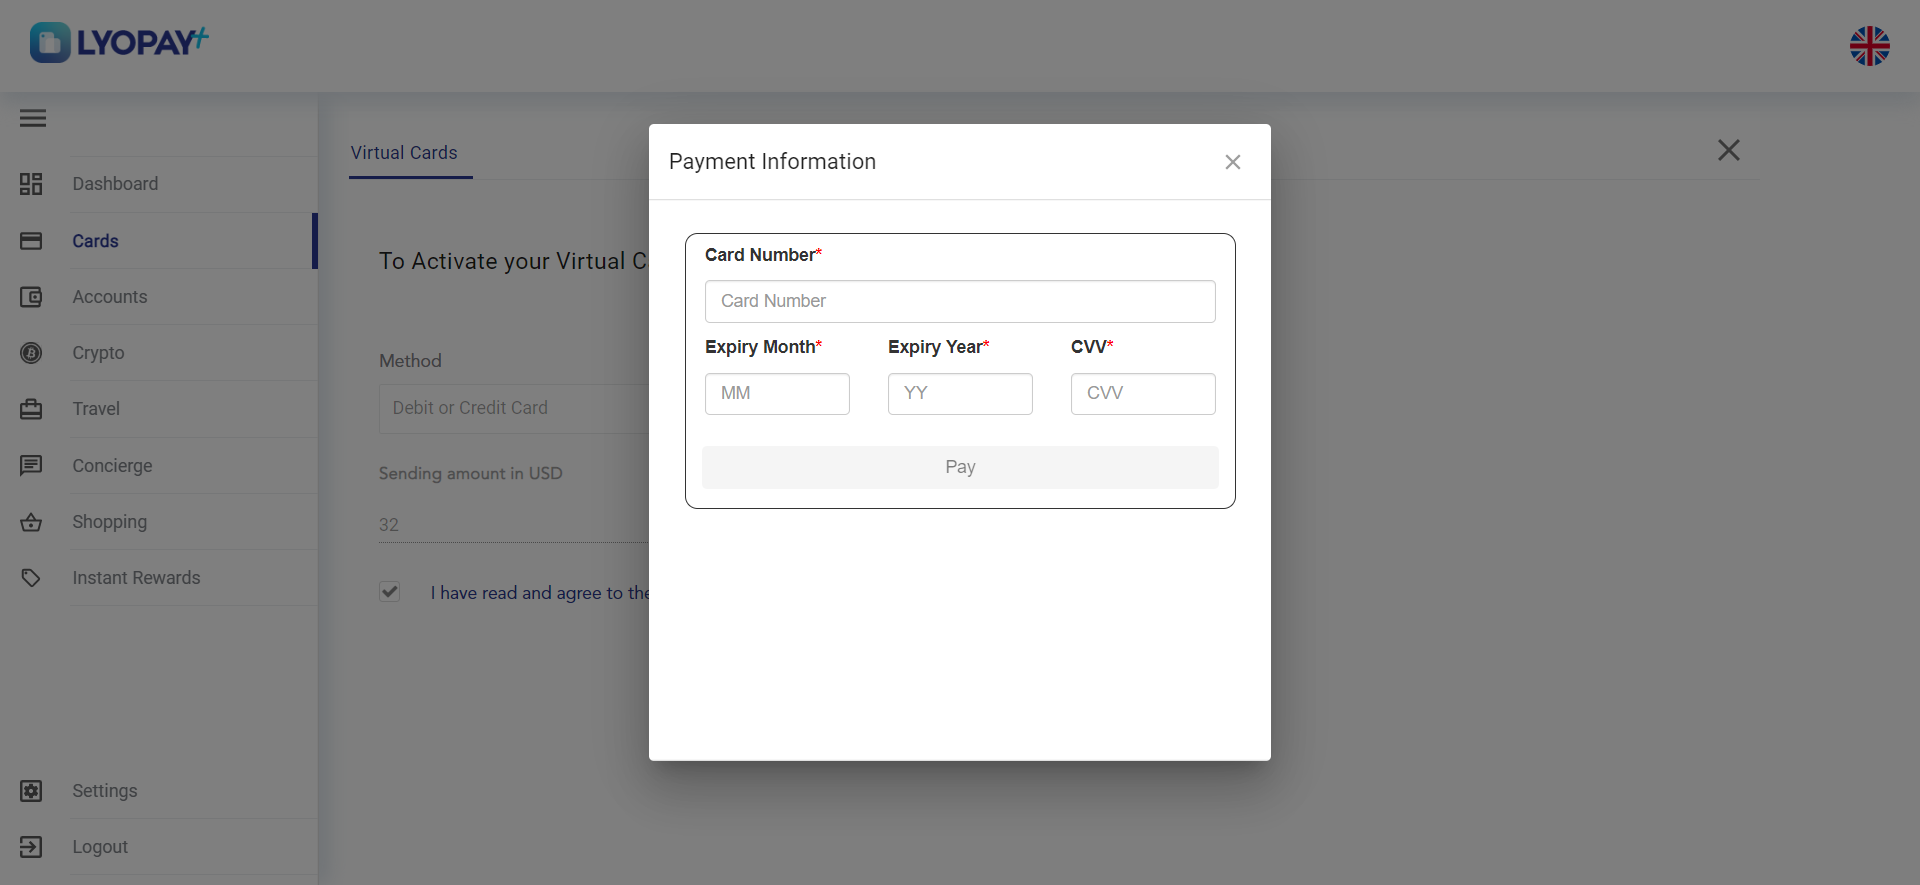 LYOPAY+
Dashboard
Cards
Accounts
Crypto
Travel
Concierge
Shopping
Instant Rewards
Settings
Logout
Virtual Cards
To Activate your Virtual C
Method
Debit or Credit Card
Sending amount in USD
32
I have read and agree to the
Payment Information
Card Number*
Card Number
Expiry Month* Expiry Year* CVV*
MM YY CVV
Pay